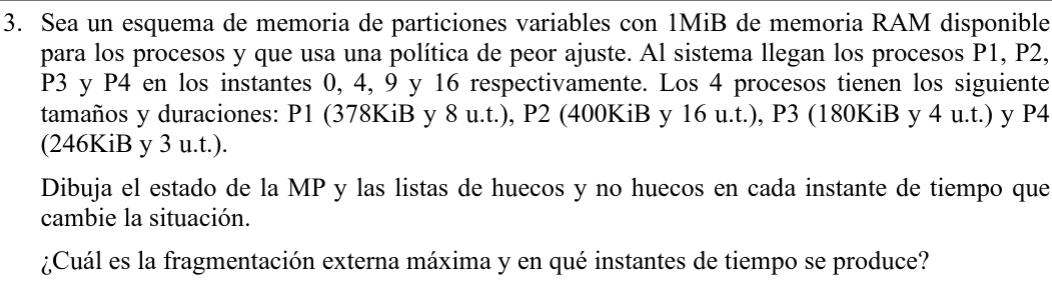 3. Sea un esquema de memoria de particiones variables con 1MiB de memoria RAM disponible
para los procesos y que usa una política de peor ajuste. Al sistema llegan los procesos P1, P2,
P3 y P4 en los instantes 0, 4, 9 y 16 respectivamente. Los 4 procesos tienen los siguiente
tamaños y duraciones: P1 (378KiB y 8 u.t.), P2 (400KiB y 16 u.t.), P3 (180KiB y 4 u.t.) y P4
(246KiB y 3 u.t.).
Dibuja el estado de la MP y las listas de huecos y no huecos en cada instante de tiempo que
cambie la situación.
¿Cuál es la fragmentación externa máxima y en qué instantes de tiempo se produce?